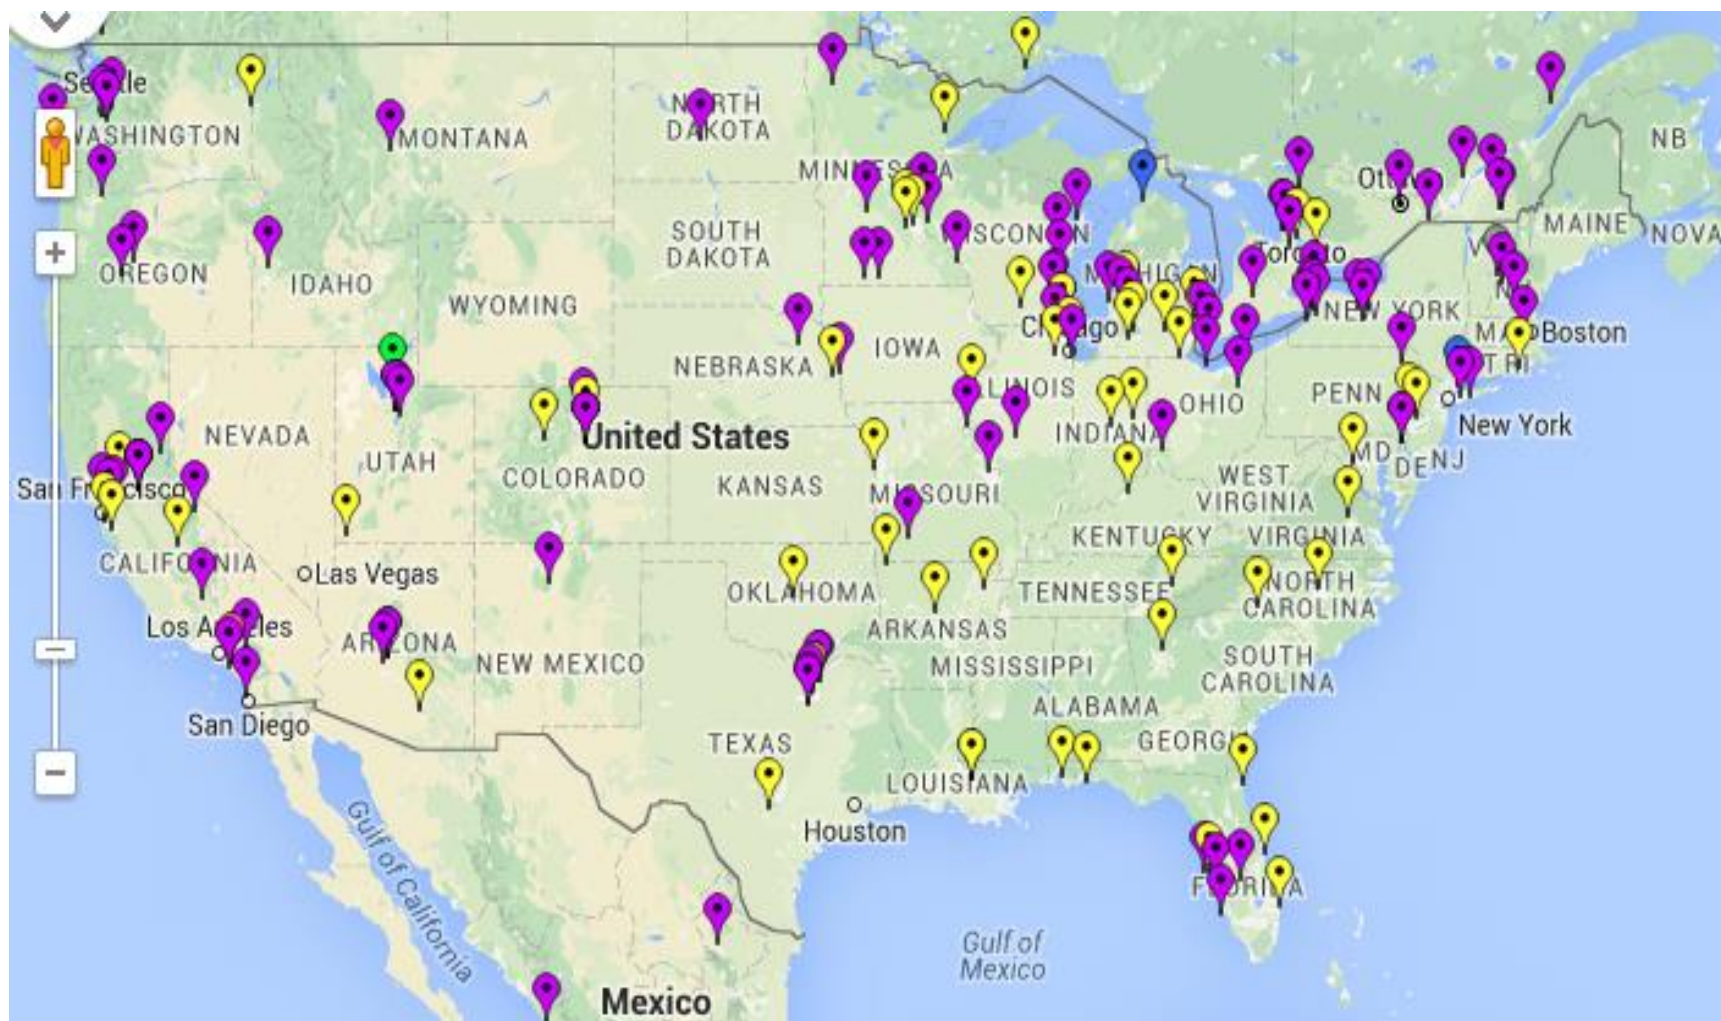 Seattle
WASHINGTON
MONTANA
NORTH
DAKOTA
MINNESOTA
Ottawa
NB
MAINE
NOVA
OREGON
IDAHO
WYOMING
SOUTH
DAKOTA
WISCONSIN
MICHIGAN
Toronto
NEW YORK
NEBRASKA
IOWA
Chicago
Boston
ILLINOIS
INDIANA
OHIO
PENN
CT RI
New York
NEVADA
UTAH
COLORADO
United States
KANSAS
MISSOURI
WEST
VIRGINIA
MD
DE
NJ
San Francisco
CALIFORNIA
Las Vegas
KENTUCKY
VIRGINIA
OKLAHOMA
TENNESSEE
NORTH
CAROLINA
Los Angeles
ARIZONA
NEW MEXICO
ARKANSAS
MISSISSIPPI
SOUTH
CAROLINA
San Diego
TEXAS
ALABAMA
GEORGIA
LOUISIANA
Houston
FLORIDA
Gulf of California
Gulf of
Mexico
Mexico